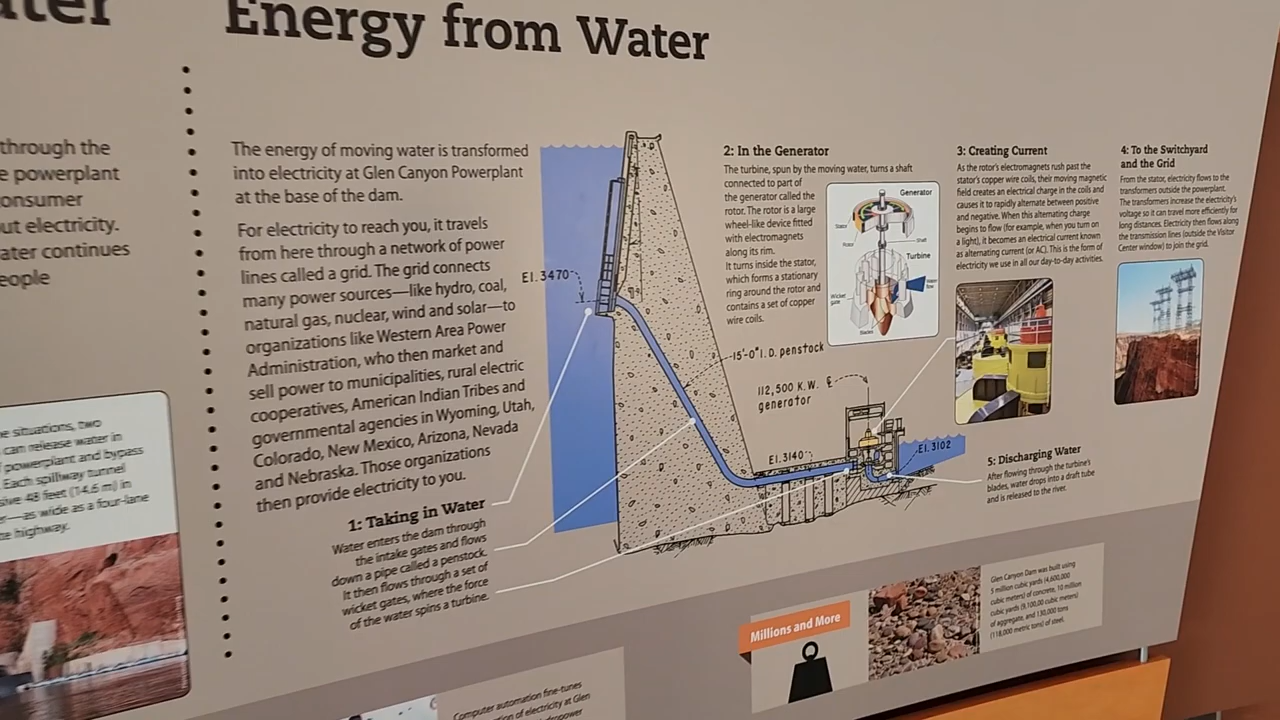 ater
Energy from Water
through the
e powerplant
onsumer
ut electricity.
ater continues
eople
The energy of moving water is transformed
into electricity at Glen Canyon Powerplant
at the base of the dam.
For electricity to reach you, it travels
from here through a network of power
lines called a grid. The grid connects
many power sources—like hydro, coal,
natural gas, nuclear, wind and solar—to
organizations like Western Area Power
Administration, who then market and
sell power to municipalities, rural electric
cooperatives, American Indian Tribes and
governmental agencies in Wyoming, Utah,
Colorado, New Mexico, Arizona, Nevada
and Nebraska. Those organizations
then provide electricity to you.
1: Taking in Water
Water enters the dam through
the intake gates and flows
down a pipe called a penstock.
It then flows through a set of
wicket gates, where the force
of the water spins a turbine.
El. 3470
15'-0" I.D. penstock
112,500 K.W.
generator
El. 3140
El. 3102
2: In the Generator
The turbine, spun by the moving water, turns a shaft
connected to part of
the generator called the
rotor. The rotor is a large
wheel-like device fitted
with electromagnets
along its rim.
It turns inside the stator,
which forms a stationary
ring around the rotor and
contains a set of copper
wire coils.
Generator
Stator
Rotor
Shaft
Turbine
Water
flow
Wicket
gate
Blades
3: Creating Current
As the rotor's electromagnets rush past the
stator's copper wire coils, their moving magnetic
field creates an electrical charge in the coils and
causes it to rapidly alternate between positive
and negative. When this alternating charge
begins to flow (for example, when you turn on
a light), it becomes an electrical current known
as alternating current (or AC). This is the form of
electricity we use in all our day-to-day activities.
4: To the Switchyard
and the Grid
From the stator, electricity flows to the
transformers outside the powerplant.
The transformers increase the electricity's
voltage so it can travel more efficiently for
long distances. Electricity then flows along
the transmission lines (outside the Visitor
Center window) to join the grid.
5: Discharging Water
After flowing through the turbine's
blades, water drops into a draft tube
and is released to the river.
e situations, two
can release water in
powerplant and bypass
Each spillway tunnel
sive 48 feet (14.6 m) in
er—as wide as a four-lane
te highway.
Millions and More
Glen Canyon Dam was built using
5 million cubic yards (4,600,000
cubic meters) of concrete, 10 million
cubic yards (9,100,00 cubic meters)
of aggregate, and 130,000 tons
(118,000 metric tons) of steel.
Computer automation fine-tunes
tion of electricity at Glen